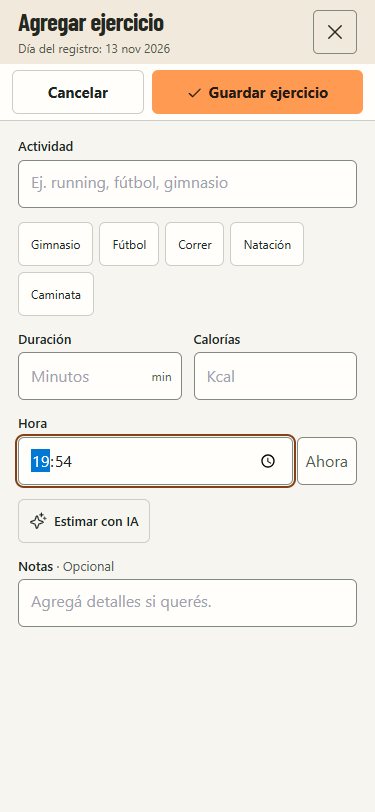 Agregar ejercicio
Día del registro: 13 nov 2026
Cancelar
Guardar ejercicio
Actividad
Ej. running, fútbol, gimnasio
Gimnasio
Fútbol
Correr
Natación
Caminata
Duración
Calorías
Minutos
min
Kcal
Hora
19:54
Ahora
Estimar con IA
Notas · Opcional
Agregá detalles si querés.